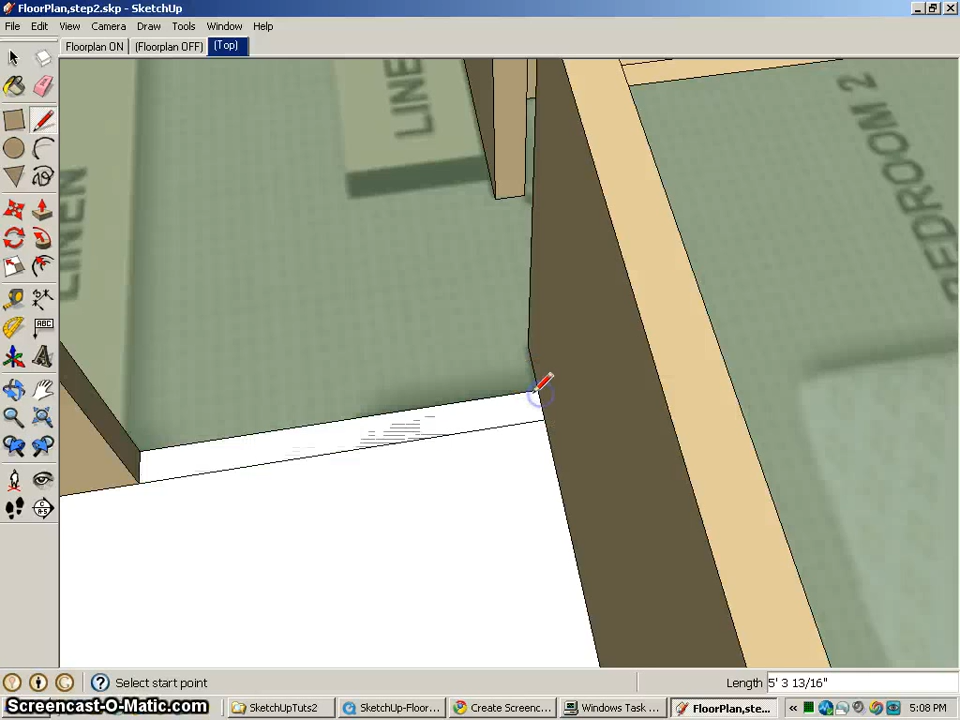 FloorPlan,step2.skp - SketchUp
File Edit View Camera Draw Tools Window Help
Floorplan ON (Floorplan OFF) (Top)
LINEN
LINE
BEDROOM 2
ABC
Select start point
Length 5' 3 13/16"
Screencast-O-Matic.com
SketchUpTuts2
SketchUp-Floor...
Create Screenc...
Windows Task ...
FloorPlan,ste...
5:08 PM